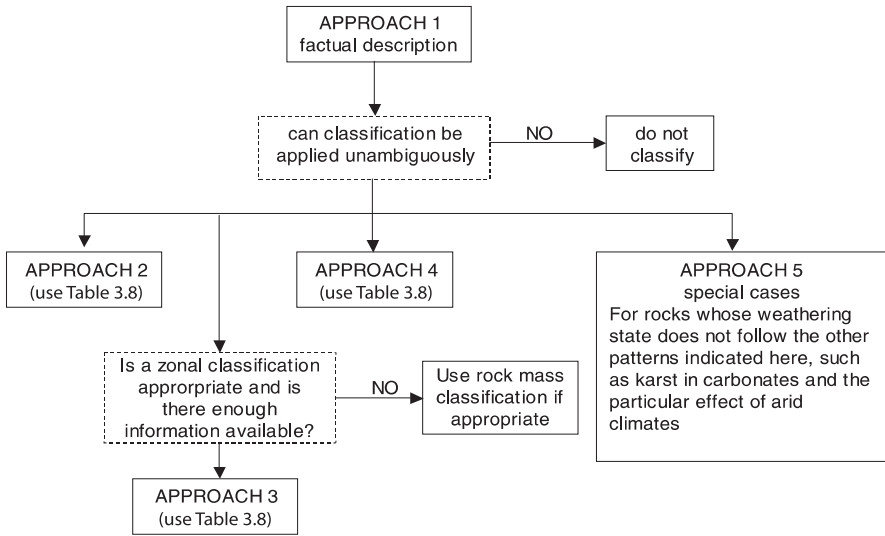 APPROACH 1
factual description
can classification be
applied unambiguously
NO
do not
classify
APPROACH 2
(use Table 3.8)
APPROACH 4
(use Table 3.8)
APPROACH 5
special cases
For rocks whose weathering
state does not follow the other
patterns indicated here, such
as karst in carbonates and the
particular effect of arid
climates
Is a zonal classification
approrpriate and is
there enough
information available?
NO
Use rock mass
classification if
appropriate
APPROACH 3
(use Table 3.8)